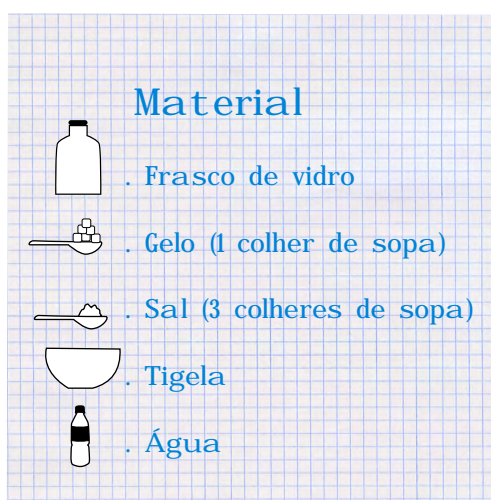 Material
. Frasco de vidro
. Gelo (1 colher de sopa)
. Sal (3 colheres de sopa)
. Tigela
. Água